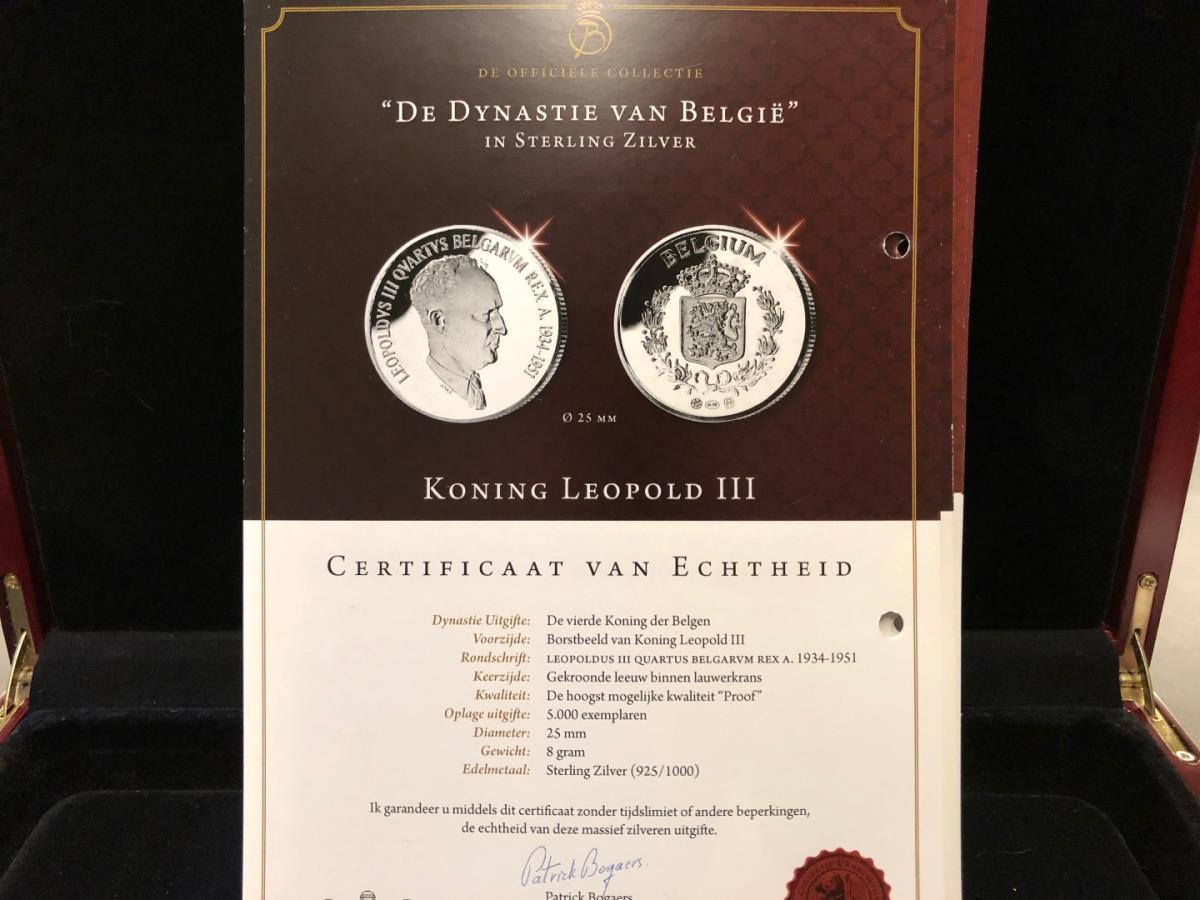 B
DE OFFICIËLE COLLECTIE
“DE DYNASTIE VAN BELGIË”
IN STERLING ZILVER
LEOPOLDVS III QVARTVS BELGARVM REX A. 1934-1951
BELGIUM
Ø 25 MM
KONING LEOPOLD III
CERTIFICAAT VAN ECHTHEID
Dynastie Uitgifte: De vierde Koning der Belgen
Voorzijde: Borstbeeld van Koning Leopold III
Rondschrift: LEOPOLDUS III QUARTUS BELGARVM REX A. 1934-1951
Keerzijde: Gekroonde leeuw binnen lauwerkrans
Kwaliteit: De hoogst mogelijke kwaliteit “Proof”
Oplage uitgifte: 5.000 exemplaren
Diameter: 25 mm
Gewicht: 8 gram
Edelmetaal: Sterling Zilver (925/1000)
Ik garandeer u middels dit certificaat zonder tijdslimiet of andere beperkingen,
de echtheid van deze massief zilveren uitgifte.
Patrick Bogaers.
Patrick Bogaers